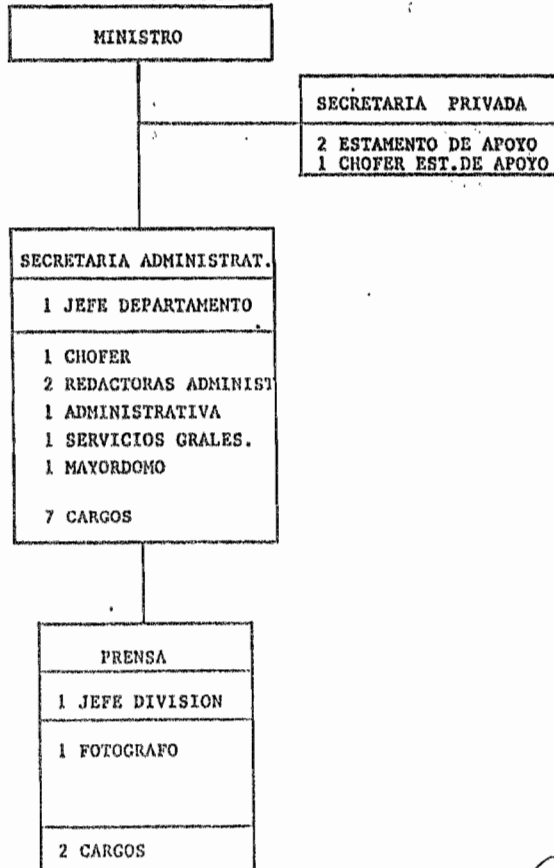 MINISTRO
SECRETARIA PRIVADA
2 ESTAMENTO DE APOYO
1 CHOFER EST.DE APOYO
SECRETARIA ADMINISTRAT.
1 JEFE DEPARTAMENTO
1 CHOFER
2 REDACTORAS ADMINIST
1 ADMINISTRATIVA
1 SERVICIOS GRALES.
1 MAYORDOMO
7 CARGOS
PRENSA
1 JEFE DIVISION
1 FOTOGRAFO
2 CARGOS